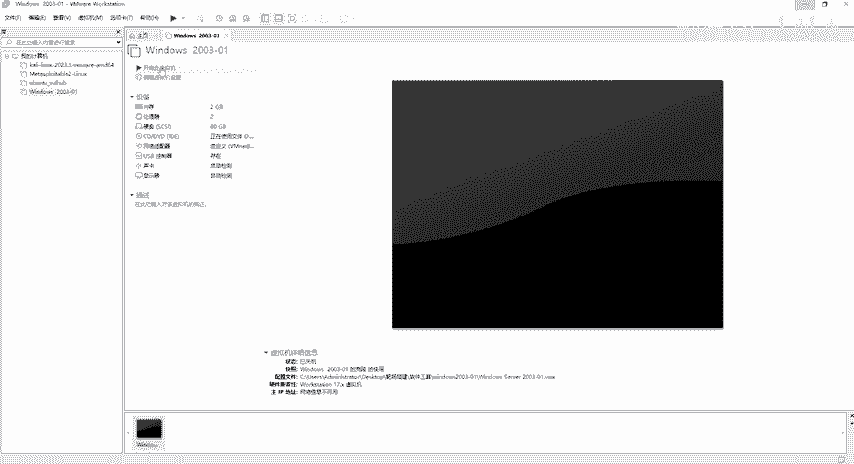 Windows 2003-01 - VMware Workstation
文件(F) 编辑(E) 查看(V) 虚拟机(M) 选项卡(T) 帮助(H)
库
在此处输入内容进行搜索
主页 Windows 2003-01
我的计算机
kali-linux-2023.1-vmware-amd64
Metasploitable2-Linux
ubuntu_vulhub
Windows 2003-01
Windows 2003-01
开启此虚拟机
编辑虚拟机设置
设备
内存 2 GB
处理器 2
硬盘 (SCSI) 80 GB
CD/DVD (IDE) 正在使用文件 D...
网络适配器 自定义 (VMnet8...
USB 控制器 存在
声卡 自动检测
显示器 自动检测
描述
在此处键入对该虚拟机的描述。
虚拟机详细信息
状态: 已关机
快照: Windows 2003-01
配置文件: C:\Users\Administrator\Desktop\靶场搭建\软件工具\windows2003-01\Windows Server 2003-01.vmx
硬件兼容性: Workstation 17.x 虚拟机
主 IP 地址: 网络信息不可用
Window...